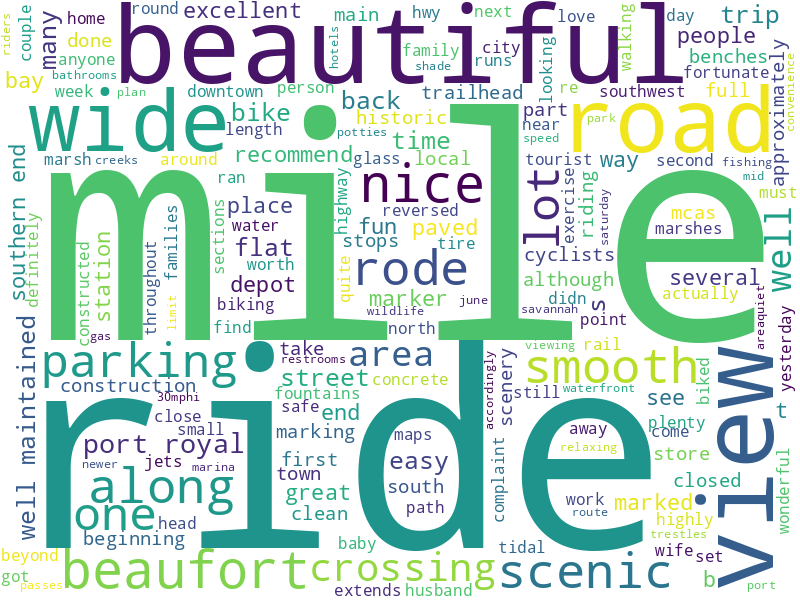 riders
couple
many
home
done
anyone
bathrooms
week
plan
bay
round
excellent
beautiful
main
hwy
next
love
day
trip
hotels
family
city
shade
runs
looking
walking
people
benches
fortunate
approximately
convenience
wide
downtown
person
bike
length
back
trailhead
re
southwest
full
road
park
part
near
speed
historic
potties
time
marsh
creeks
around
recommend
glass
local
tourist
way
second
fishing
mid
must
southern end
definitely
mile
ran
place
sections
water
flat
worth
depot
biking
find
highway
nice
reversed
fun
paved
stops
tire
lot
exercise
riding
saturday
cyclists
mcas
marshes
well
constructed
station
throughout
families
limit
gas
quite
rode
marker
wildlife
june
north
although
didn
s
savannah
point
several
actually
areaquiet
yesterday
parking
take
restrooms
area
construction
30mphi
street
concrete
fountains
accordingly
scenery
viewing
rail
smooth
still
waterfront
biked
see
plenty
t
view
well maintained
close
small
safe
end
port royal
marking
maps
jets
newer
marina
first
easy
town
south
along
great
path
complaint
away
come
relaxing
store
closed
wonderful
one
head
clean
beginning
ride
work
route
marked
highly
trestles
beyond
got
passes
baby
tidal
wife
set
b
port
beaufort
crossing
extends
husband
scenic